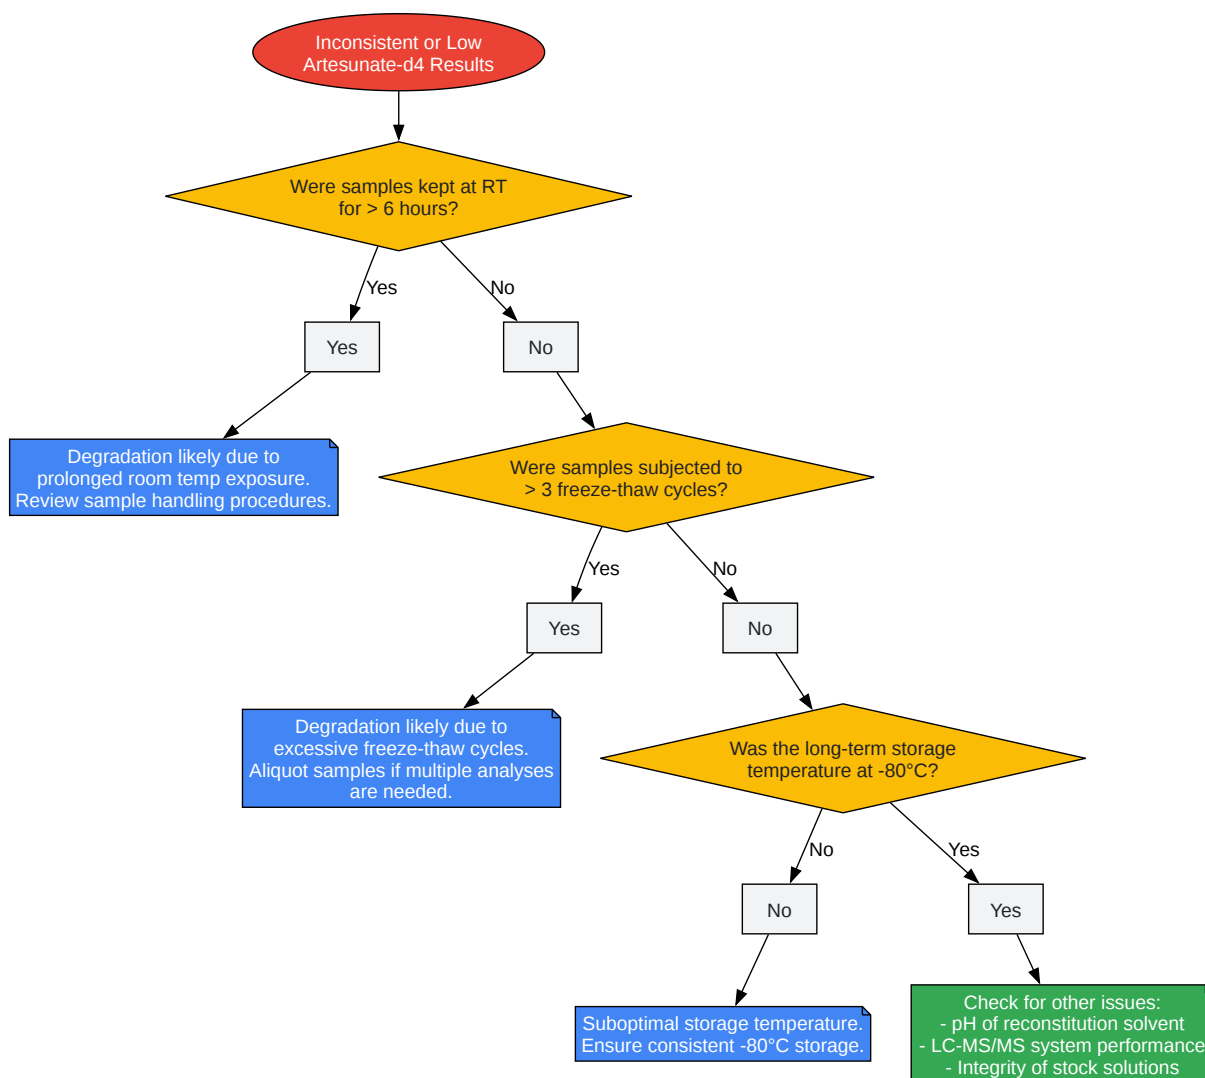 Inconsistent or Low
Artesunate-d4 Results
Were samples kept at RT
for > 6 hours?
Yes
No
Yes
No
Degradation likely due to
prolonged room temp exposure.
Review sample handling procedures.
Were samples subjected to
> 3 freeze-thaw cycles?
Yes
No
Yes
No
Degradation likely due to
excessive freeze-thaw cycles.
Aliquot samples if multiple analyses
are needed.
Was the long-term storage
temperature at -80°C?
No
Yes
No
Yes
Suboptimal storage temperature.
Ensure consistent -80°C storage.
Check for other issues:
- pH of reconstitution solvent
- LC-MS/MS system performance
- Integrity of stock solutions